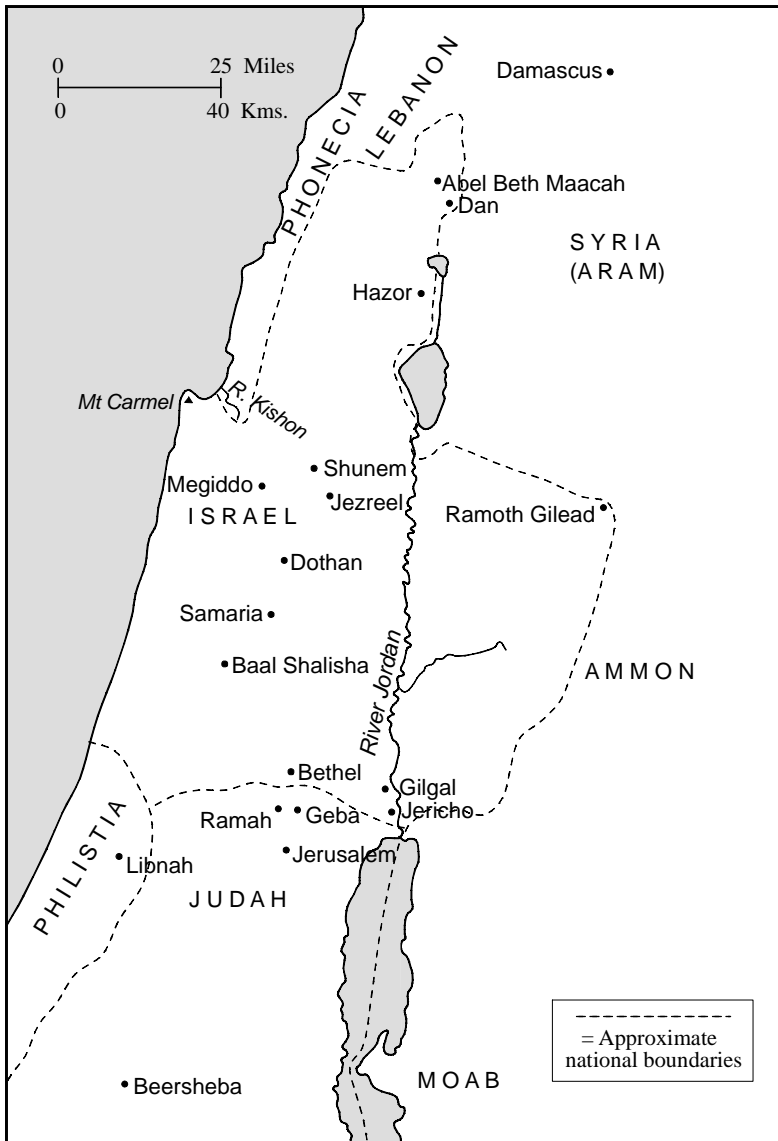 0 25 Miles
0 40 Kms.
PHONECIA
LEBANON
Damascus
Abel Beth Maacah
Dan
SYRIA
(ARAM)
Hazor
Mt Carmel
R. Kishon
Shunem
Megiddo
Jezreel
ISRAEL
Ramoth Gilead
Dothan
Samaria
Baal Shalisha
River Jordan
AMMON
Bethel
Gilgal
Ramah
Geba
Jericho
PHILISTIA
Libnah
Jerusalem
JUDAH
= Approximate
national boundaries
MOAB
Beersheba